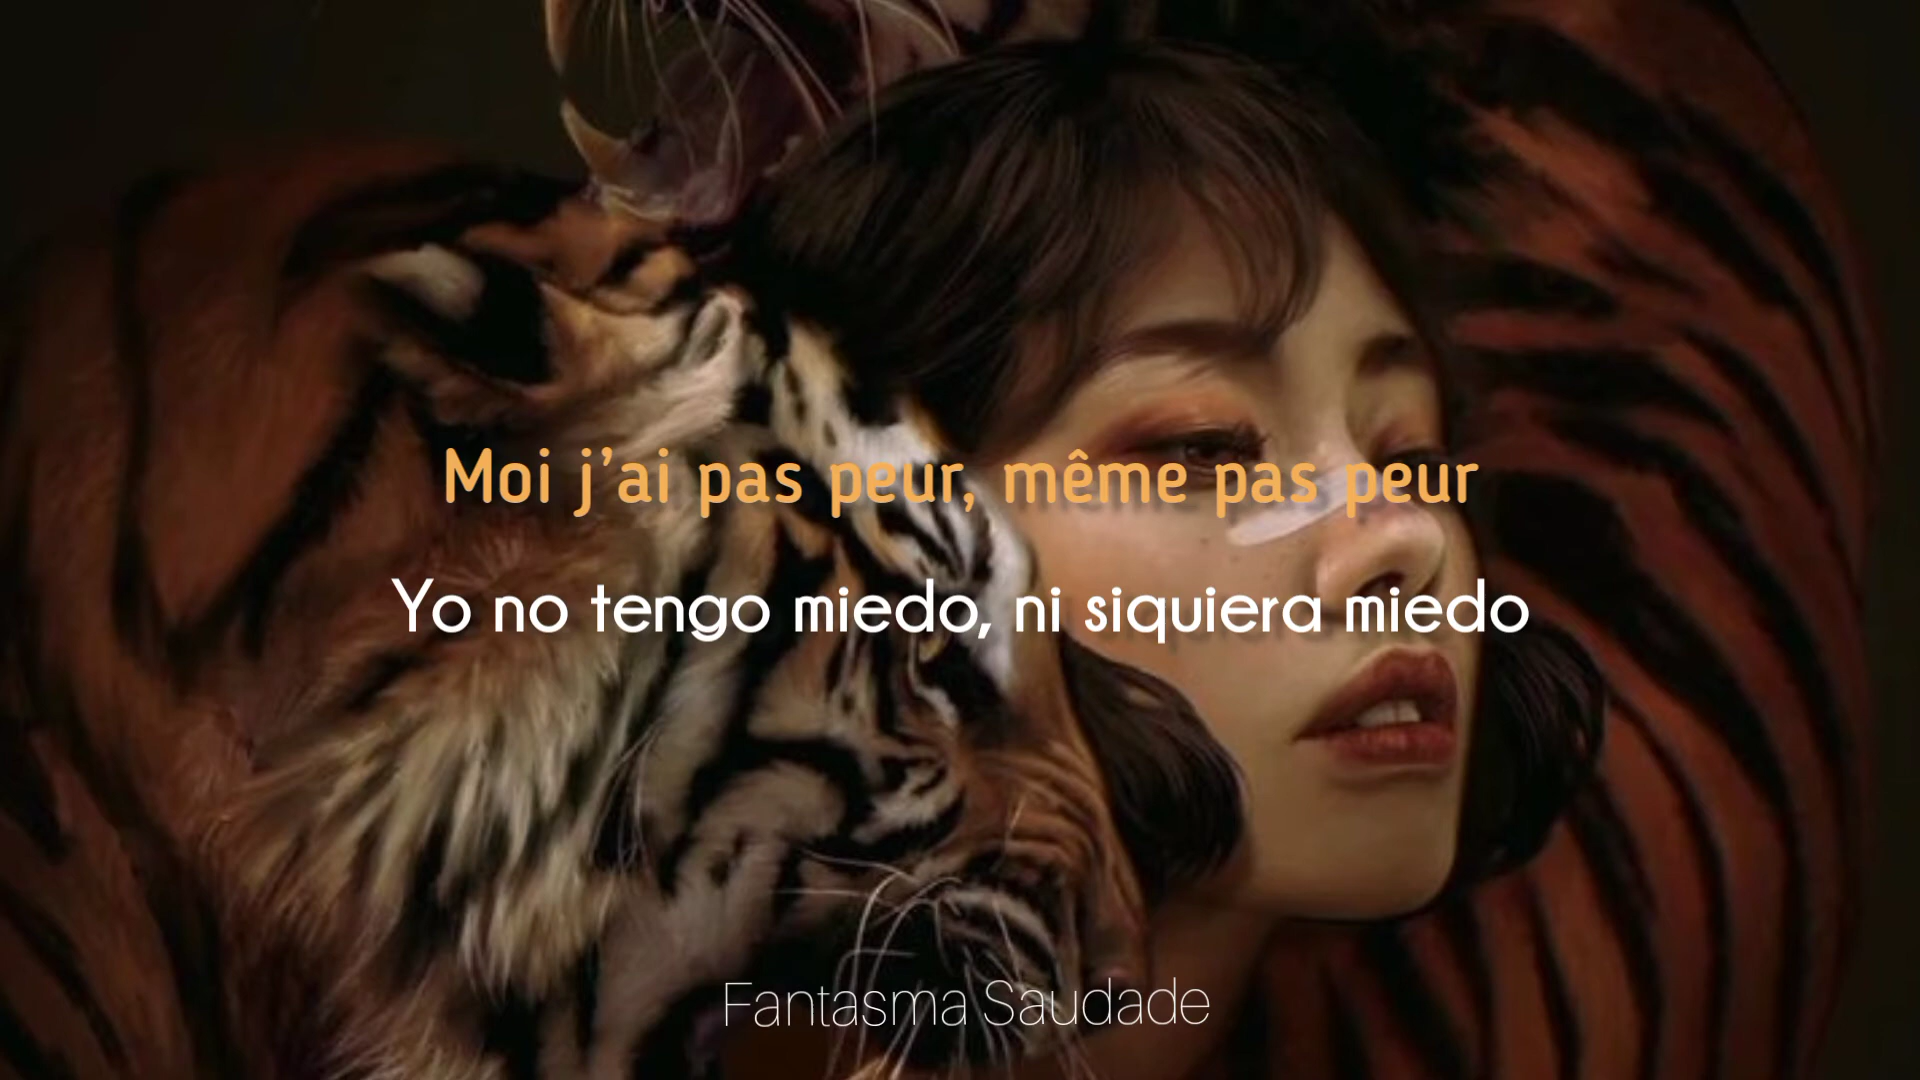 Moi j’ai pas peur, même pas peur
Yo no tengo miedo, ni siquiera miedo
Fantasma Saudade